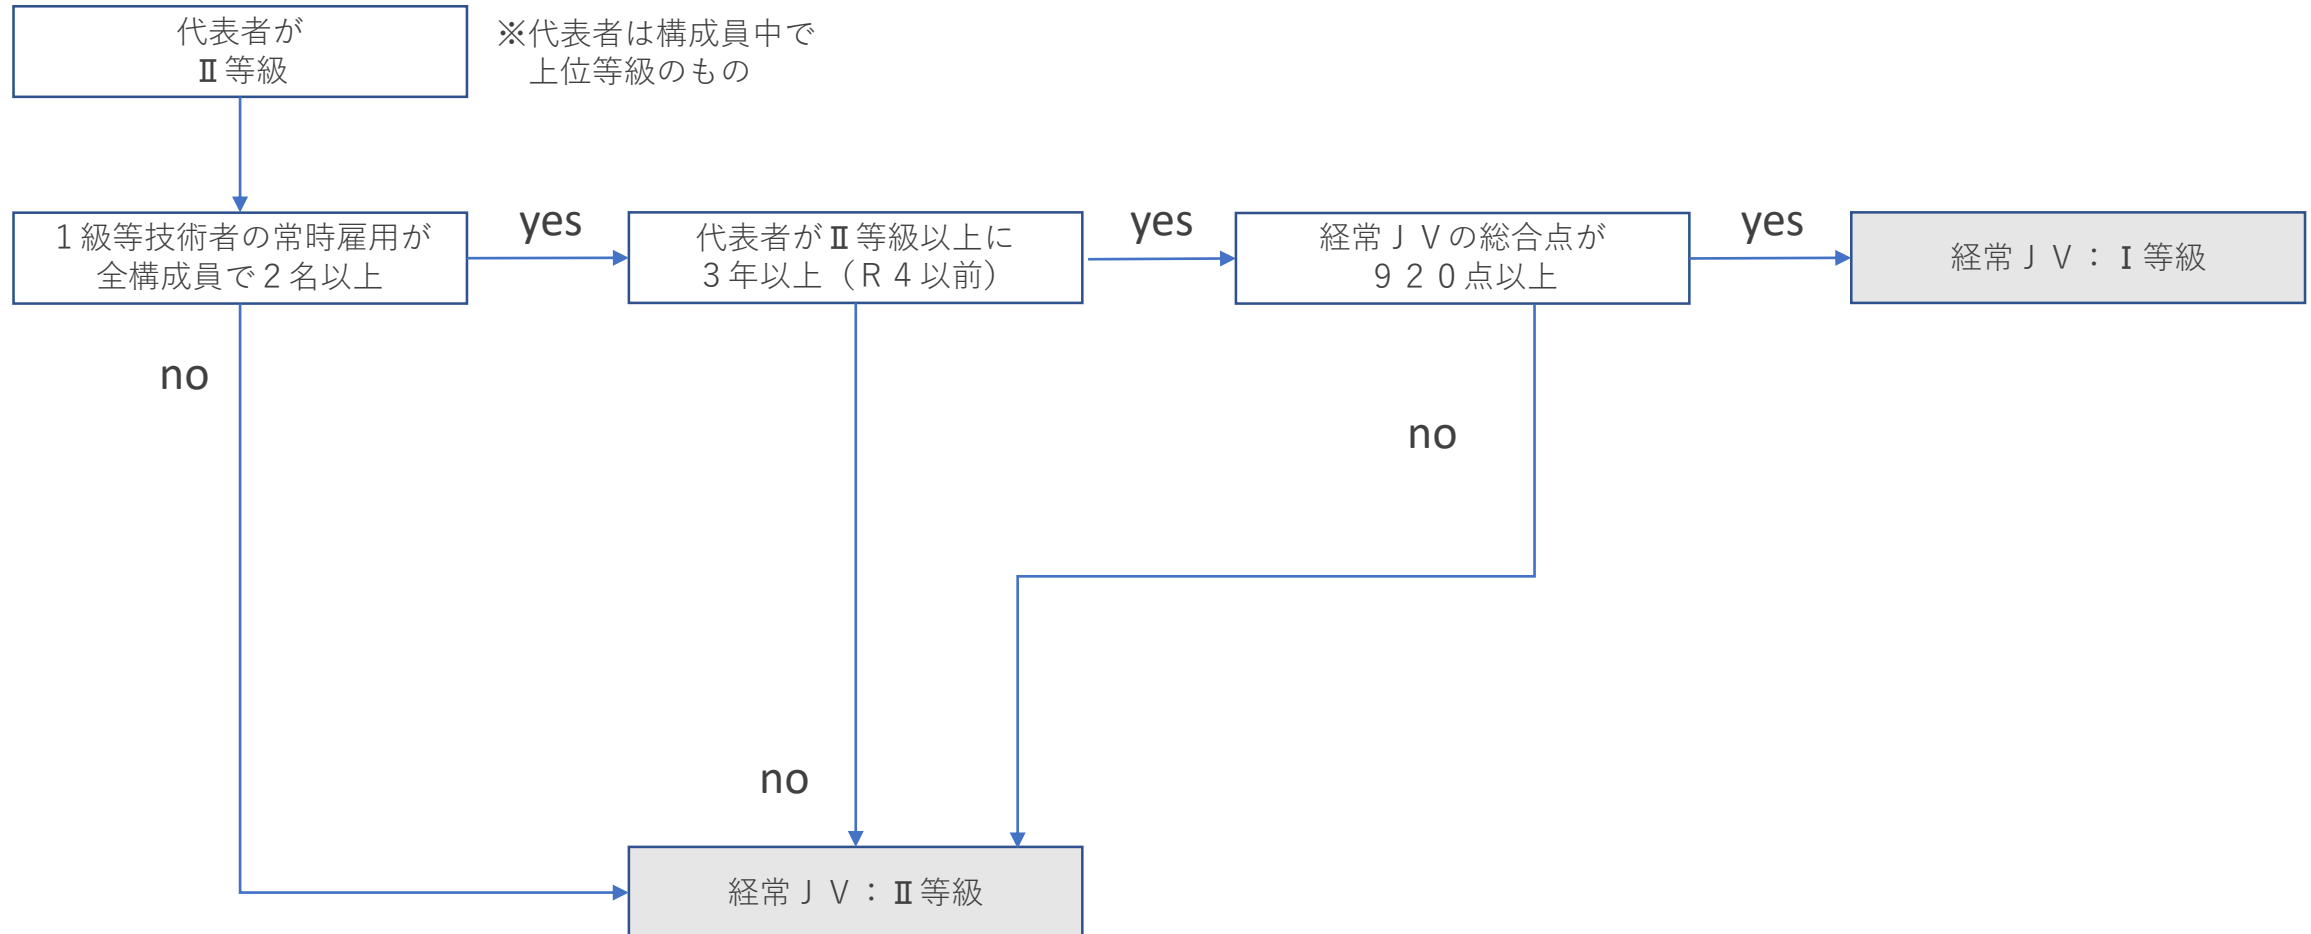 代表者が
Ⅱ等級
※代表者は構成員中で
上位等級のもの
１級等技術者の常時雇用が
全構成員で２名以上
yes
代表者がⅡ等級以上に
３年以上（Ｒ４以前）
yes
経常ＪＶの総合点が
９２０点以上
yes
経常ＪＶ：Ⅰ等級
no
no
no
経常ＪＶ：Ⅱ等級